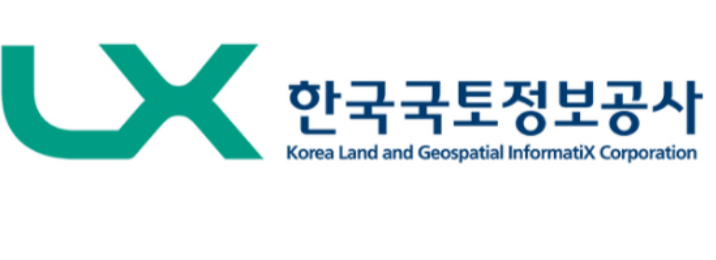 LX
한국국토정보공사
Korea Land and Geospatial InformatiX Corporation